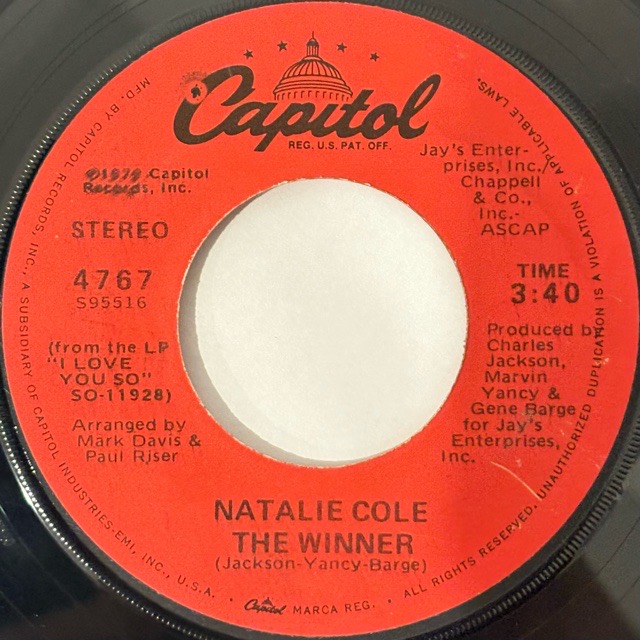 Capitol
REG. U.S. PAT. OFF.
MFD. BY CAPITOL RECORDS, INC., A SUBSIDIARY OF CAPITOL INDUSTRIES-EMI, INC., U.S.A. · Capitol MARCA REG. · ALL RIGHTS RESERVED. UNAUTHORIZED DUPLICATION IS A VIOLATION OF APPLICABLE LAWS.
℗1979 Capitol
Records, Inc.
STEREO
4767
S95516
(from the LP
"I LOVE
YOU SO"
SO-11928)
Arranged by
Mark Davis &
Paul Riser
Jay's Enter-
prises, Inc./
Chappell
& Co.,
Inc.-
ASCAP
TIME
3:40
Produced by
Charles
Jackson,
Marvin
Yancy &
Gene Barge
for Jay's
Enterprises,
Inc.
NATALIE COLE
THE WINNER
(Jackson-Yancy-Barge)